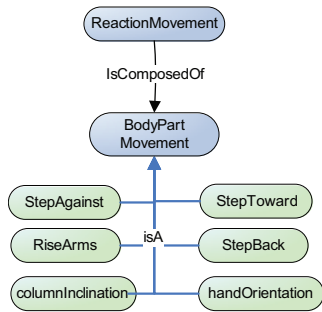 ReactionMovement
IsComposedOf
BodyPart
Movement
StepAgainst
StepToward
RiseArms
isA
StepBack
columnInclination
handOrientation